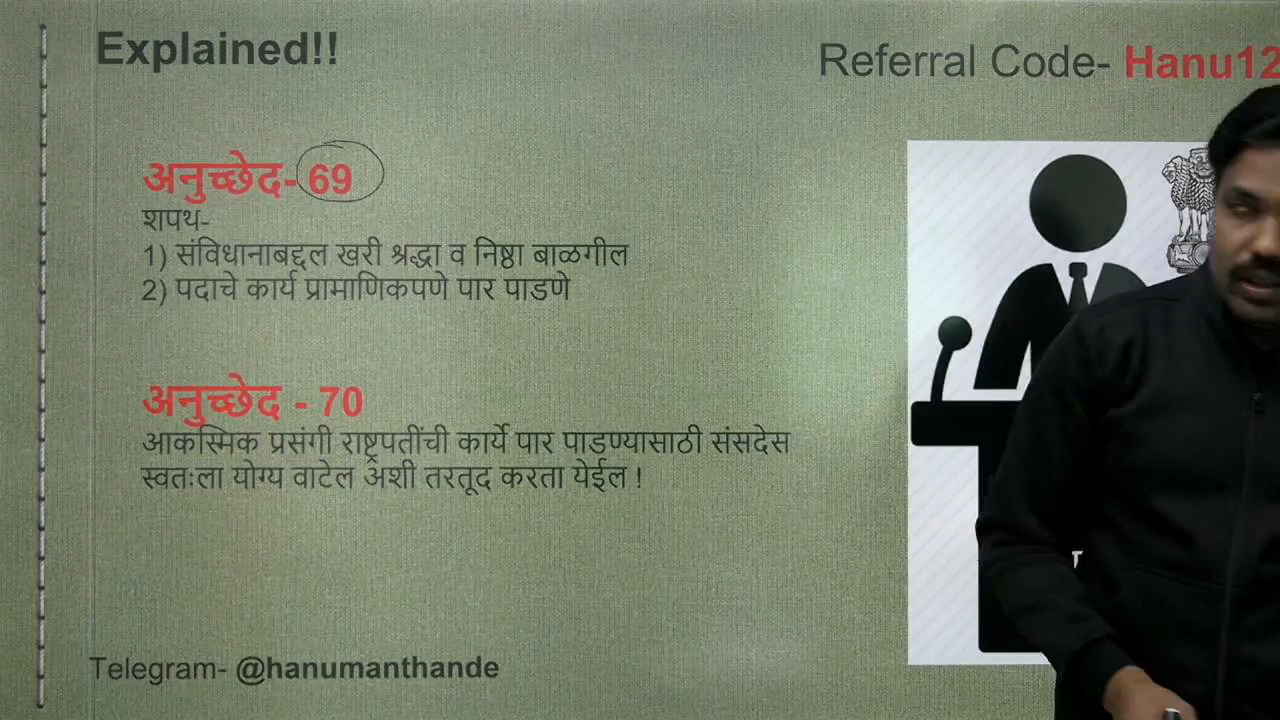 Explained!!
Referral Code- Hanu12
अनुच्छेद- 69
शपथ-
1) संविधानाबद्दल खरी श्रद्धा व निष्ठा बाळगील
2) पदाचे कार्य प्रामाणिकपणे पार पाडणे
अनुच्छेद - 70
आकस्मिक प्रसंगी राष्ट्रपतींची कार्ये पार पाडण्यासाठी संसदेस
स्वतःला योग्य वाटेल अशी तरतूद करता येईल !
Telegram- @hanumanthande